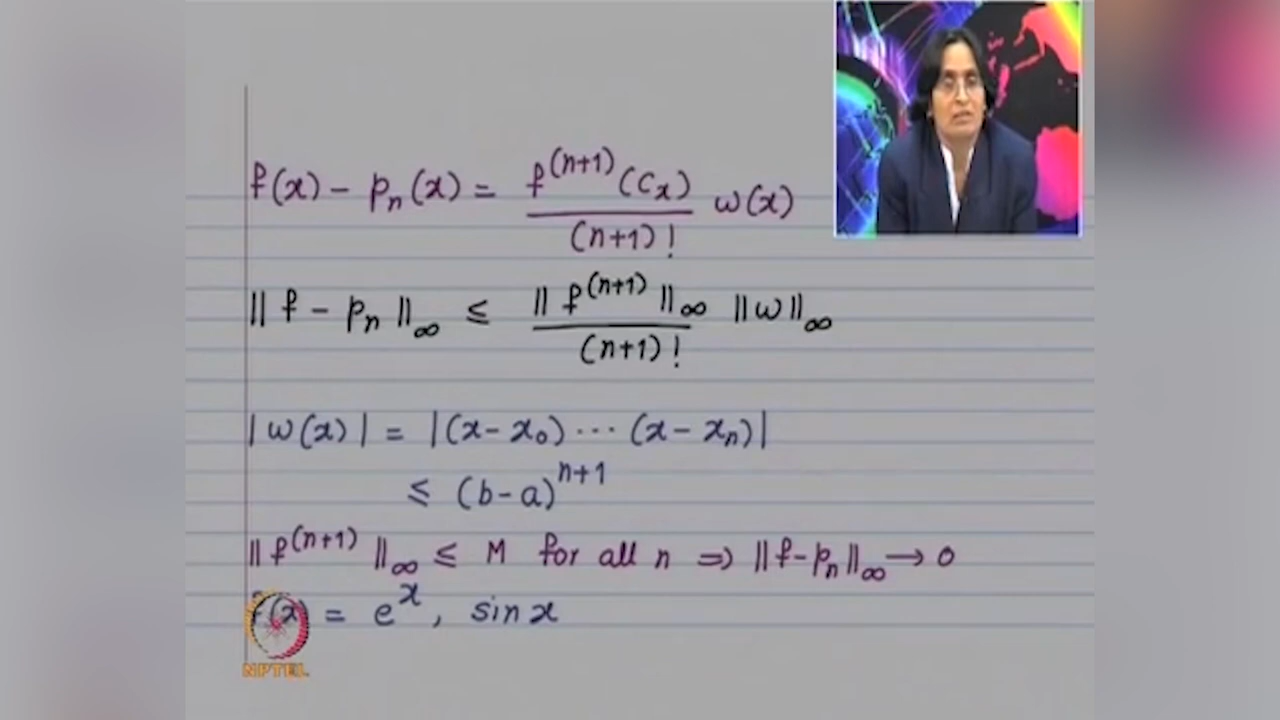 f(x) - pₙ(x) = f⁽ⁿ⁺¹⁾(cₓ) / (n+1)! w(x)
‖ f - pₙ ‖∞ ≤ ‖ f⁽ⁿ⁺¹⁾ ‖∞ / (n+1)! ‖w‖∞
|w(x)| = |(x-x₀) ⋯ (x-xₙ)|
≤ (b-a)ⁿ⁺¹
‖ f⁽ⁿ⁺¹⁾ ‖∞ ≤ M for all n ⇒ ‖f-pₙ‖∞ → 0
f(x) = eˣ, sin x
NPTEL